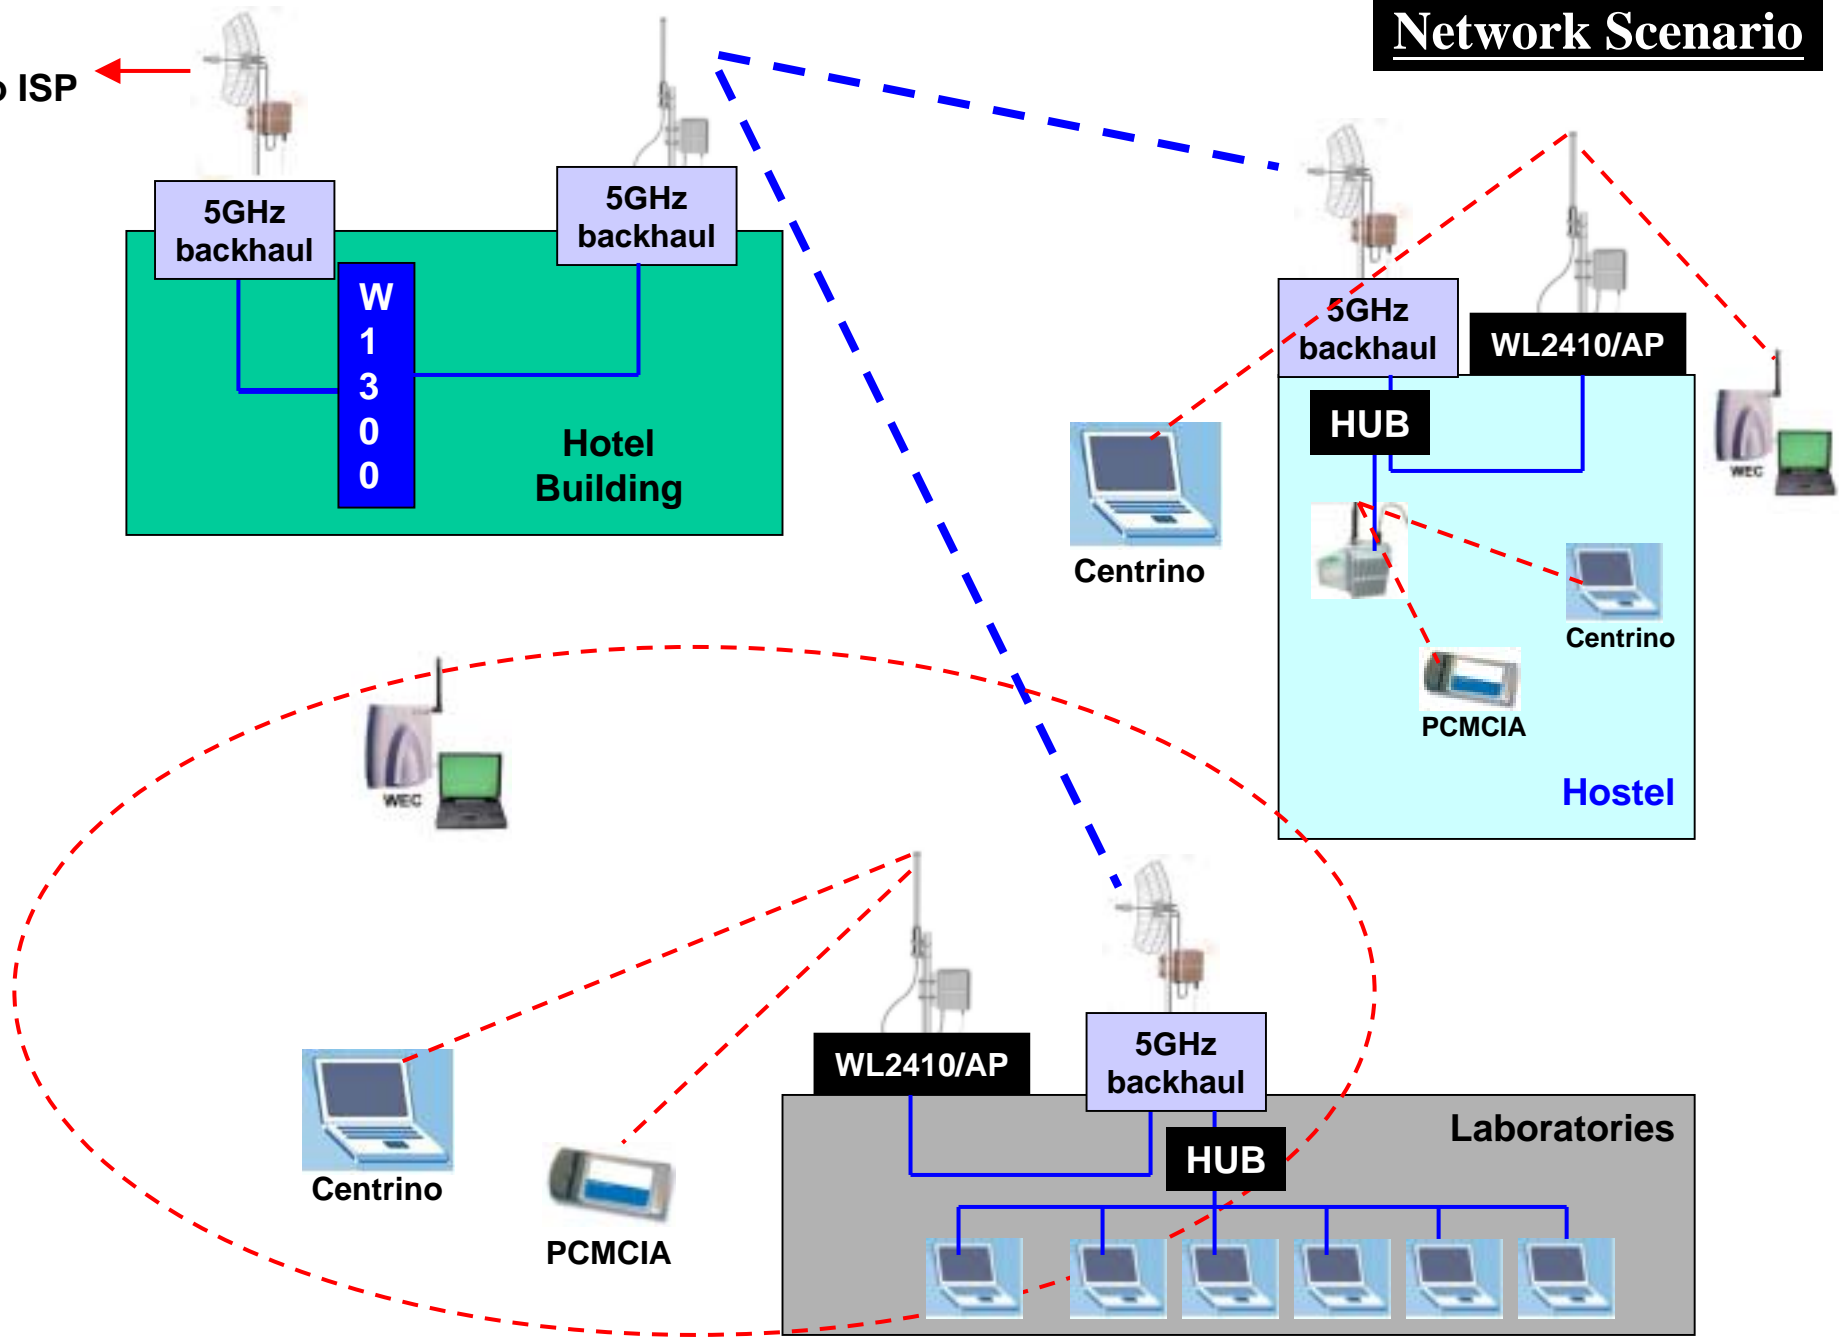 Network Scenario
o ISP
5GHz
backhaul
5GHz
backhaul
W
1
3
0
0
Hotel
Building
5GHz
backhaul
WL2410/AP
HUB
WEC
Centrino
Centrino
PCMCIA
Hostel
WEC
WL2410/AP
5GHz
backhaul
Laboratories
HUB
Centrino
PCMCIA